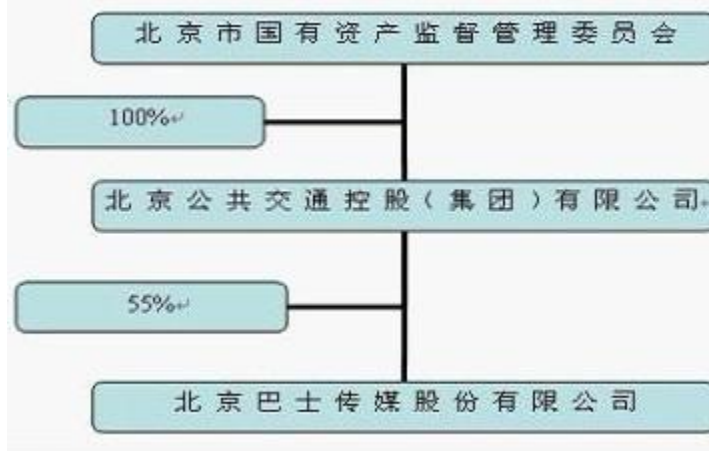 北京市国有资产监督管理委员会
100%
北京公共交通控股（集团）有限公司
55%
北京巴士传媒股份有限公司